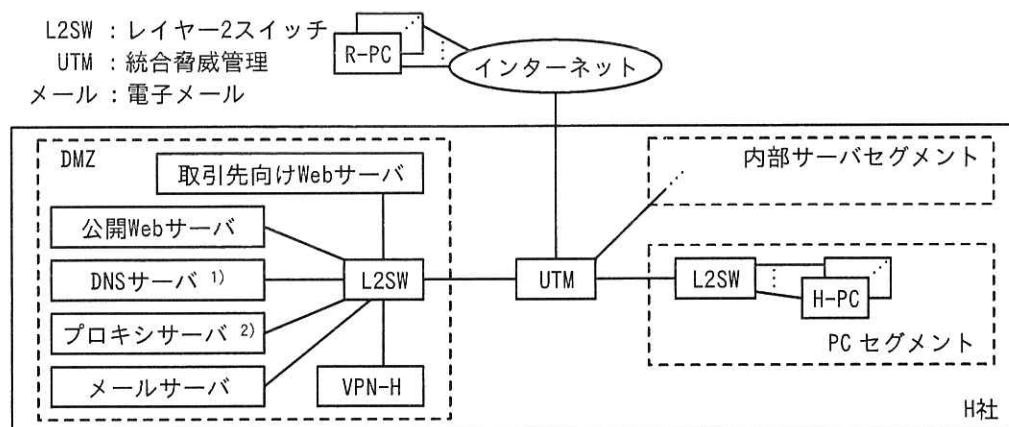 L2SW：レイヤー2スイッチ
UTM：統合脅威管理
メール：電子メール
R-PC
インターネット
DMZ
取引先向けWebサーバ
公開Webサーバ
DNSサーバ 1)
プロキシサーバ 2)
メールサーバ
L2SW
VPN-H
UTM
内部サーバセグメント
L2SW
H-PC
PCセグメント
H社